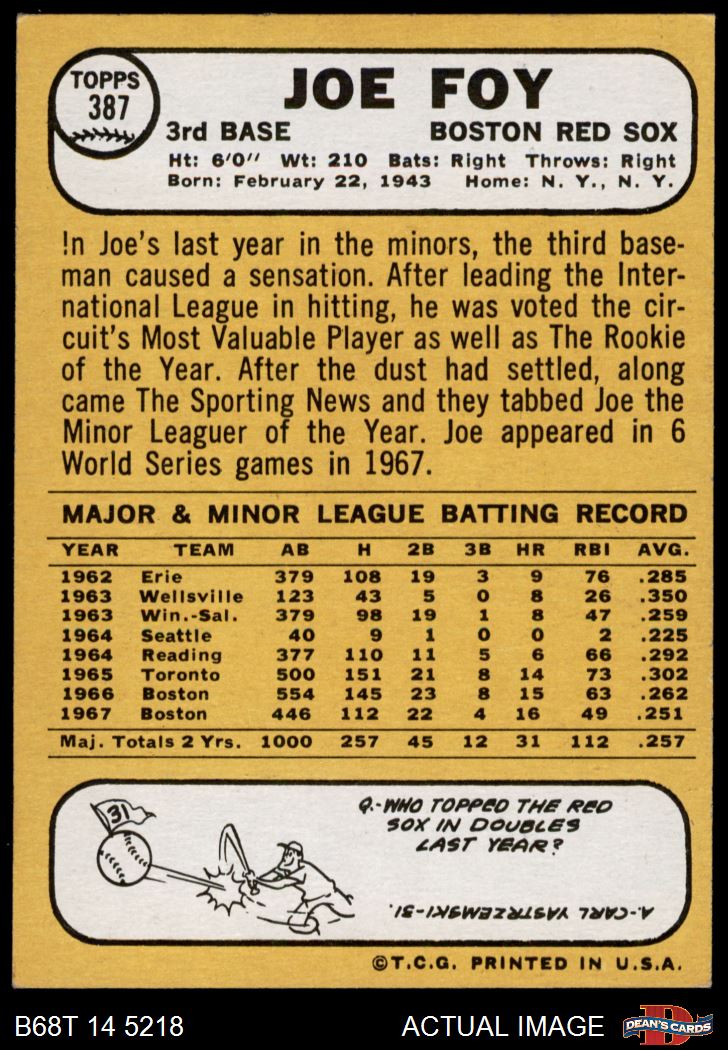 TOPPS
387
JOE FOY
3rd BASE BOSTON RED SOX
Ht: 6'0" Wt: 210 Bats: Right Throws: Right
Born: February 22, 1943 Home: N. Y., N. Y.
In Joe's last year in the minors, the third base-
man caused a sensation. After leading the Inter-
national League in hitting, he was voted the cir-
cuit's Most Valuable Player as well as The Rookie
of the Year. After the dust had settled, along
came The Sporting News and they tabbed Joe the
Minor Leaguer of the Year. Joe appeared in 6
World Series games in 1967.
MAJOR & MINOR LEAGUE BATTING RECORD
YEAR TEAM AB H 2B 3B HR RBI AVG.
1962 Erie 379 108 19 3 9 76 .285
1963 Wellsville 123 43 5 0 8 26 .350
1963 Win.-Sal. 379 98 19 1 8 47 .259
1964 Seattle 40 9 1 0 0 2 .225
1964 Reading 377 110 11 5 6 66 .292
1965 Toronto 500 151 21 8 14 73 .302
1966 Boston 554 145 23 8 15 63 .262
1967 Boston 446 112 22 4 16 49 .251
Maj. Totals 2 Yrs. 1000 257 45 12 31 112 .257
31
Q.-WHO TOPPED THE RED
SOX IN DOUBLES
LAST YEAR?
A.-CARL YASTRZEMSKI-31.
©T.C.G. PRINTED IN U.S.A.
B68T 14 5218 ACTUAL IMAGE
D
DEAN'S CARDS